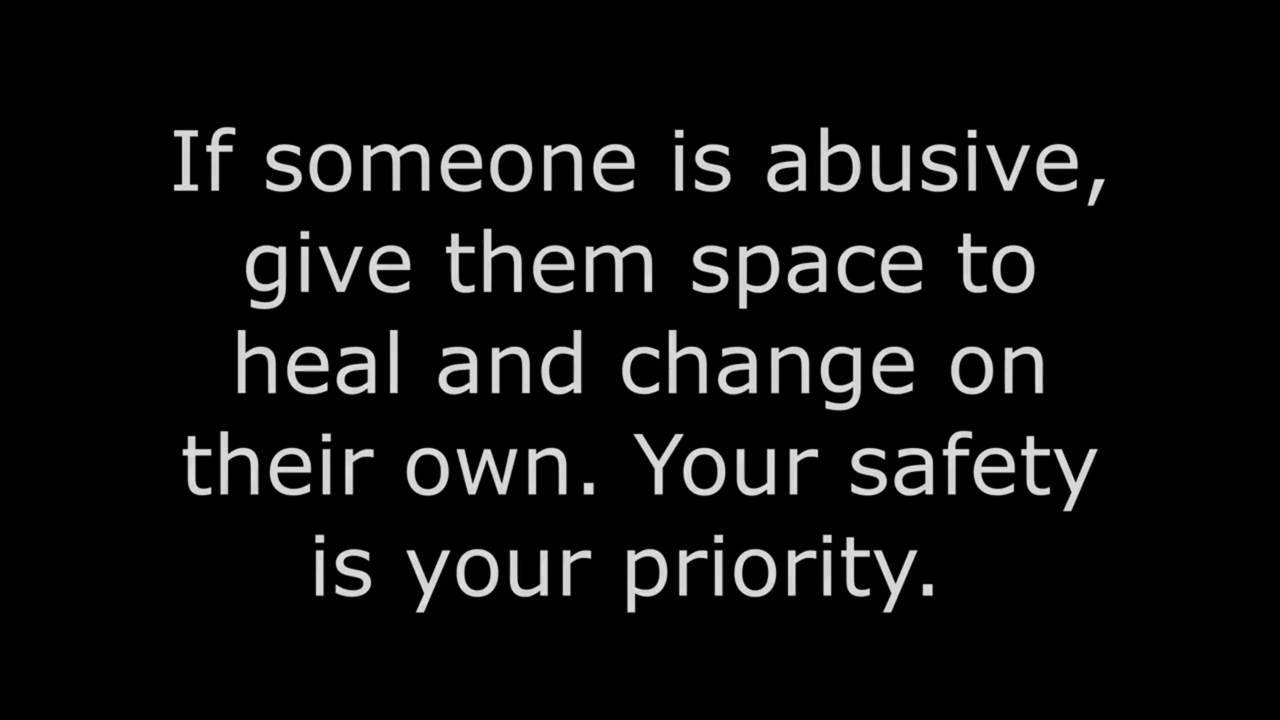 If someone is abusive,
give them space to
heal and change on
their own. Your safety
is your priority.